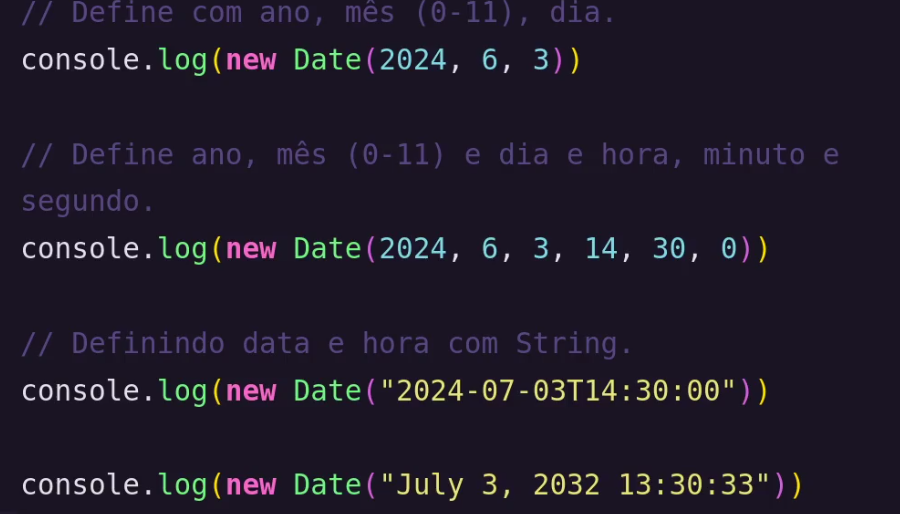 // Define com ano, mês (0-11), dia.
console.log(new Date(2024, 6, 3))
// Define ano, mês (0-11) e dia e hora, minuto e
segundo.
console.log(new Date(2024, 6, 3, 14, 30, 0))
// Definindo data e hora com String.
console.log(new Date("2024-07-03T14:30:00"))
console.log(new Date("July 3, 2032 13:30:33"))